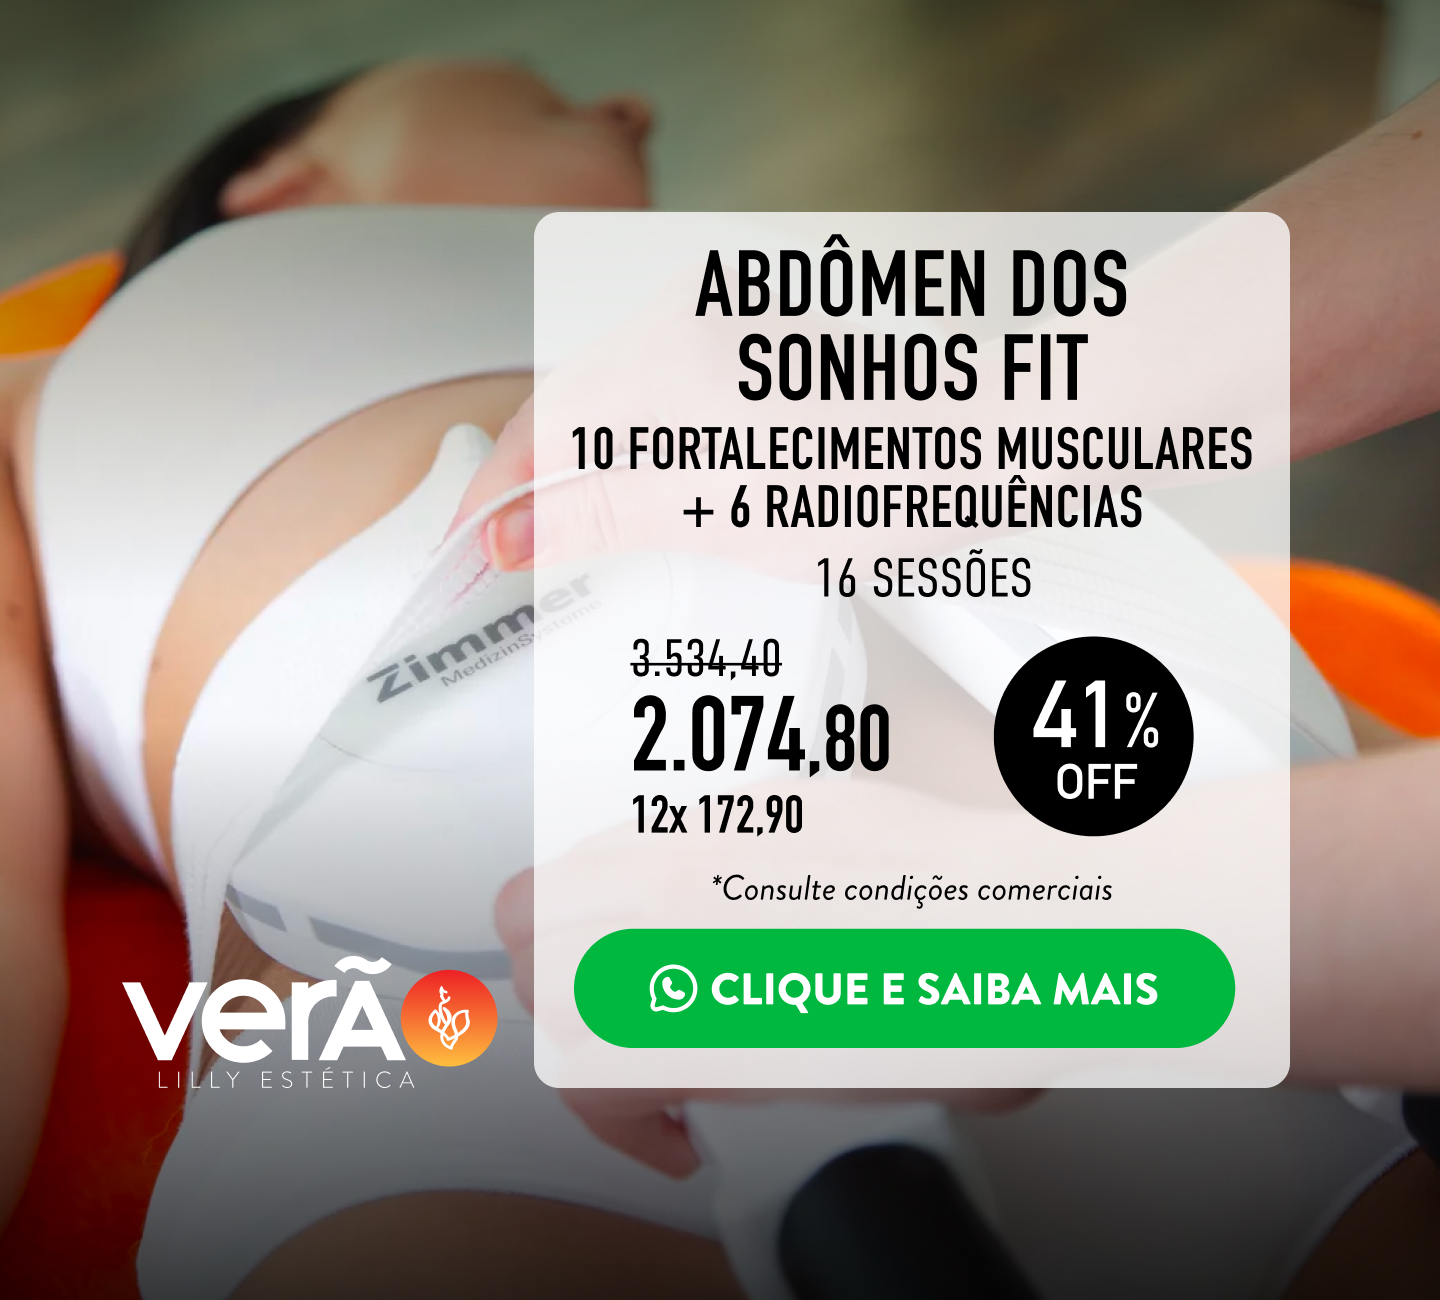 ABDÔMEN DOS
SONHOS FIT
10 FORTALECIMENTOS MUSCULARES
+ 6 RADIOFREQUÊNCIAS
16 SESSÕES
3.534,40
2.074,80
12x 172,90
41%
OFF
*Consulte condições comerciais
CLIQUE E SAIBA MAIS
Zimmer
MedizinSysteme
verÃo
LILLY ESTÉTICA